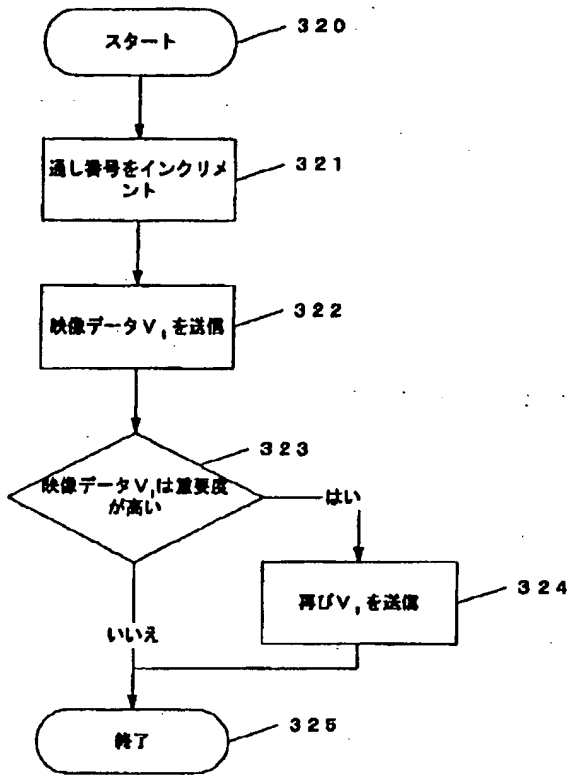 スタート
320
通し番号をインクリメ
ント
321
映像データViを送信
322
323
映像データViは重要度
が高い
はい
再びViを送信
324
いいえ
終了
325